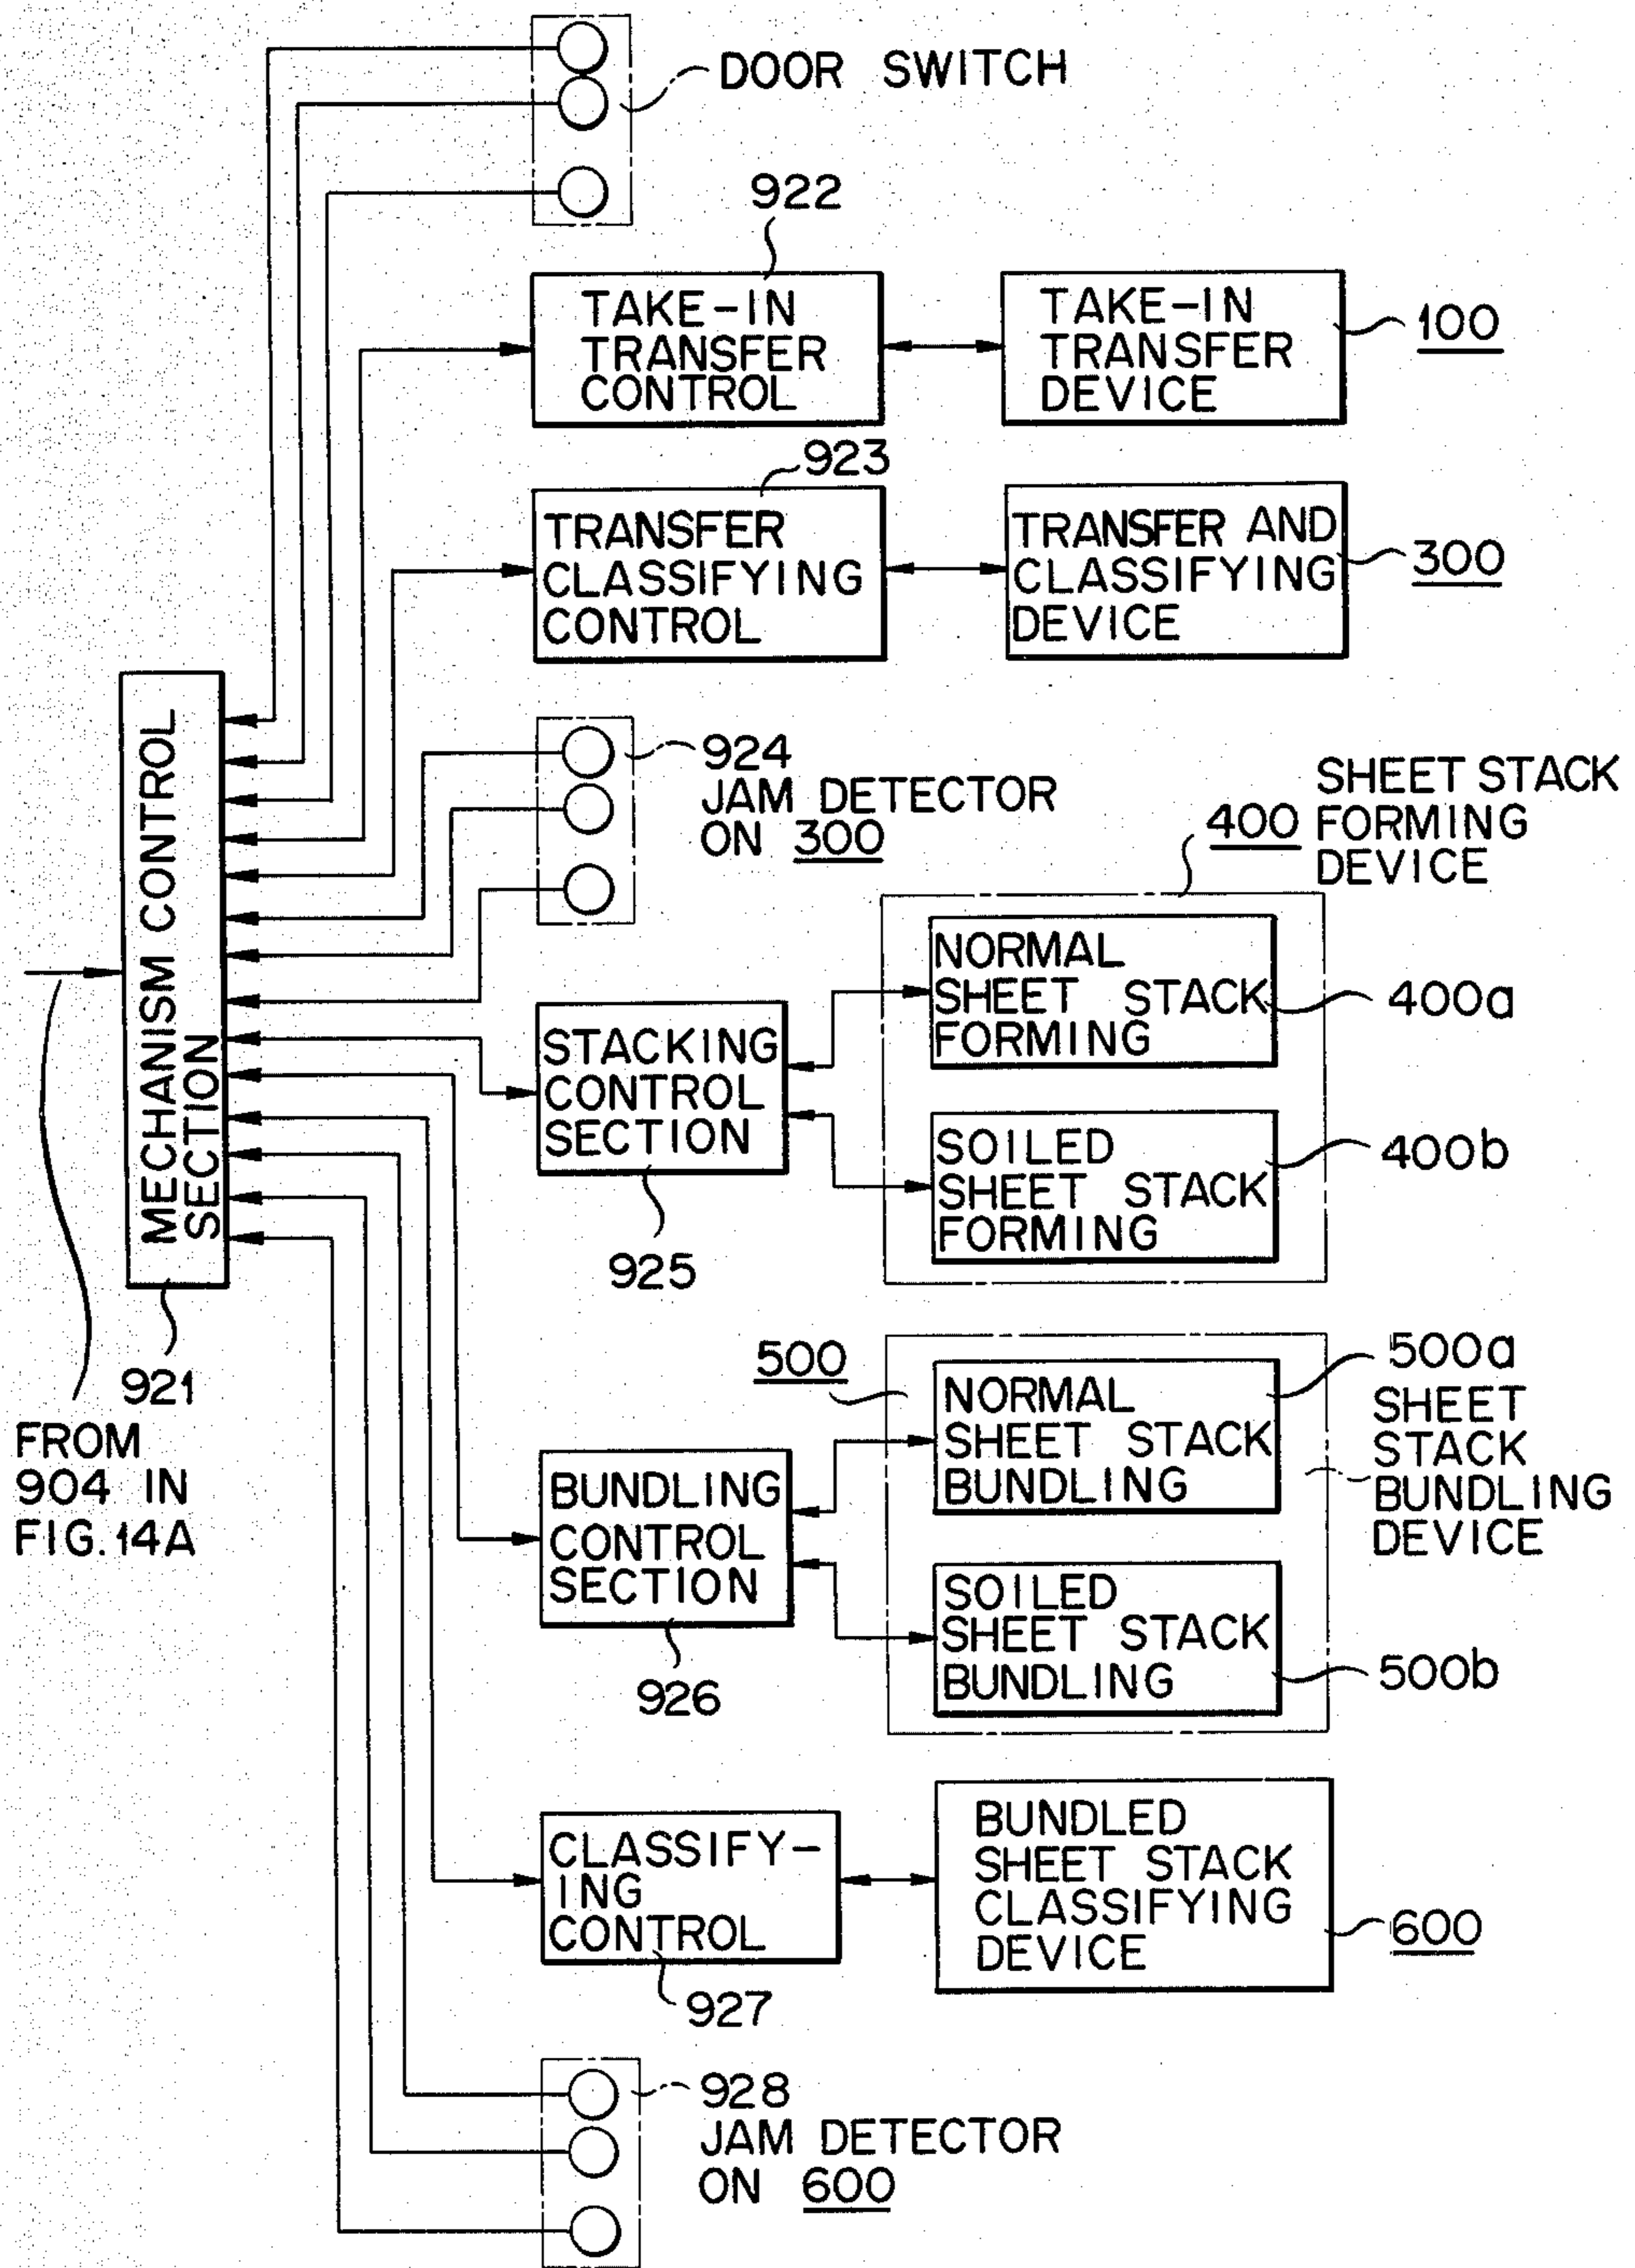 DOOR SWITCH
922
TAKE-IN
TRANSFER
CONTROL
TAKE-IN
TRANSFER
DEVICE
100
923
TRANSFER
CLASSIFYING
CONTROL
TRANSFER AND
CLASSIFYING
DEVICE
300
MECHANISM CONTROL
SECTION
921
FROM
904 IN
FIG.14A
924
JAM DETECTOR
ON 300
SHEET STACK
FORMING
DEVICE
400
NORMAL
SHEET STACK
FORMING
400a
STACKING
CONTROL
SECTION
925
SOILED
SHEET STACK
FORMING
400b
500
NORMAL
SHEET STACK
BUNDLING
500a
SHEET
STACK
BUNDLING
DEVICE
BUNDLING
CONTROL
SECTION
926
SOILED
SHEET STACK
BUNDLING
500b
CLASSIFY-
ING
CONTROL
927
BUNDLED
SHEET STACK
CLASSIFYING
DEVICE
600
928
JAM DETECTOR
ON 600